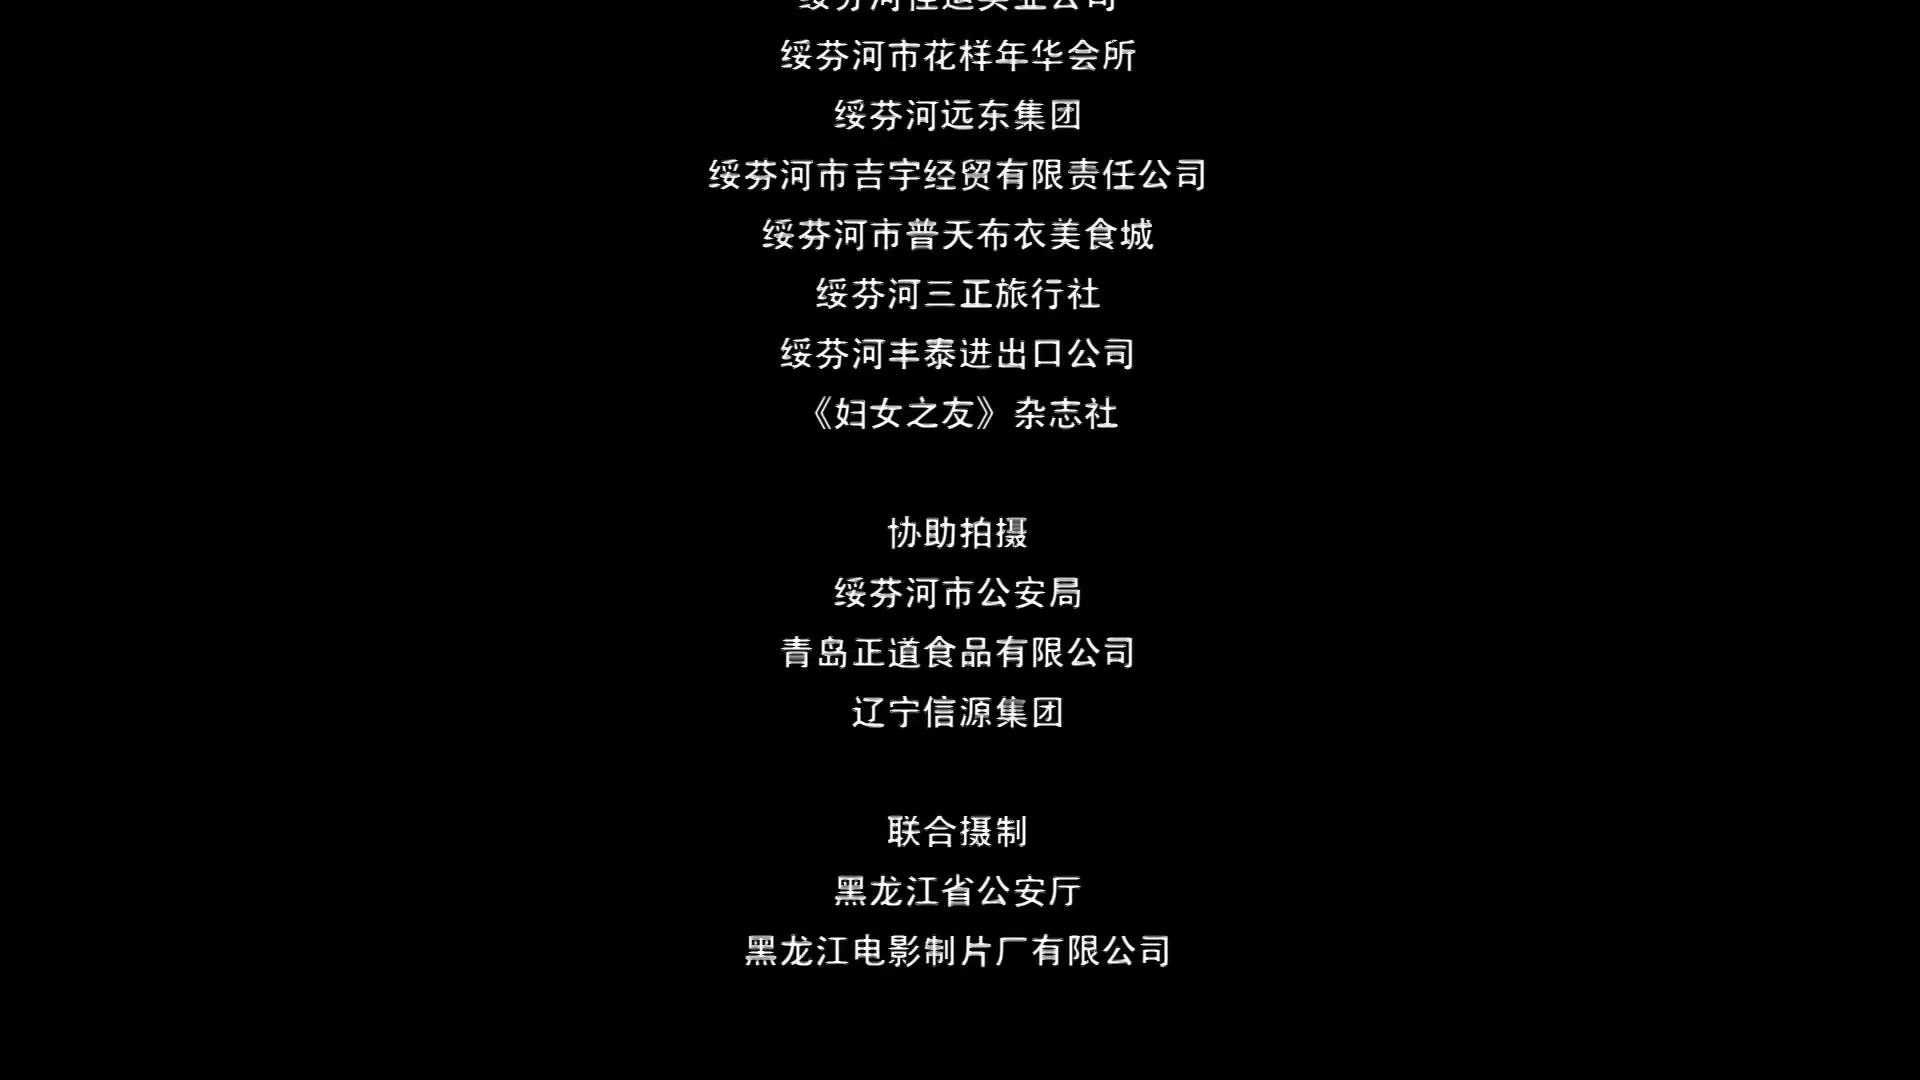 绥芬河市花样年华会所
绥芬河远东集团
绥芬河市吉宇经贸有限责任公司
绥芬河市普天布衣美食城
绥芬河三正旅行社
绥芬河丰泰进出口公司
《妇女之友》杂志社
协助拍摄
绥芬河市公安局
青岛正道食品有限公司
辽宁信源集团
联合摄制
黑龙江省公安厅
黑龙江电影制片厂有限公司